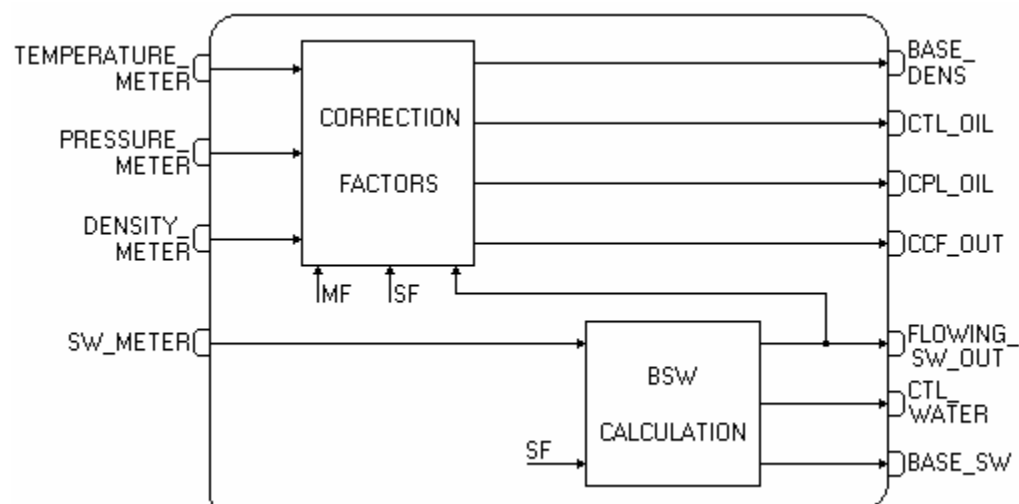 TEMPERATURE_
METER
PRESSURE_
METER
DENSITY_
METER
SW_METER
CORRECTION
FACTORS
MF
SF
BSW
CALCULATION
SF
BASE_
DENS
CTL_OIL
CPL_OIL
CCF_OUT
FLOWING_
SW_OUT
CTL_
WATER
BASE_SW